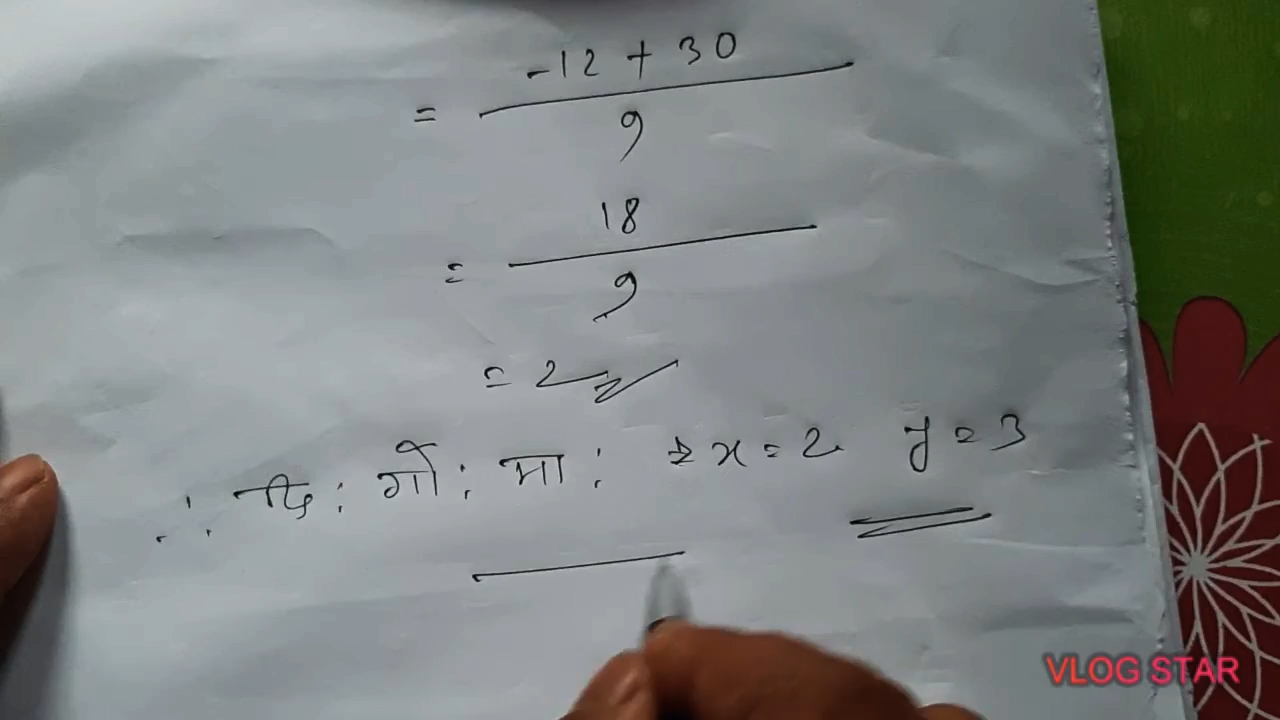 = -12 + 30 / 9
= 18 / 9
= 2
∴ দি: गो: मा: x = 2 y = 3
VLOG STAR